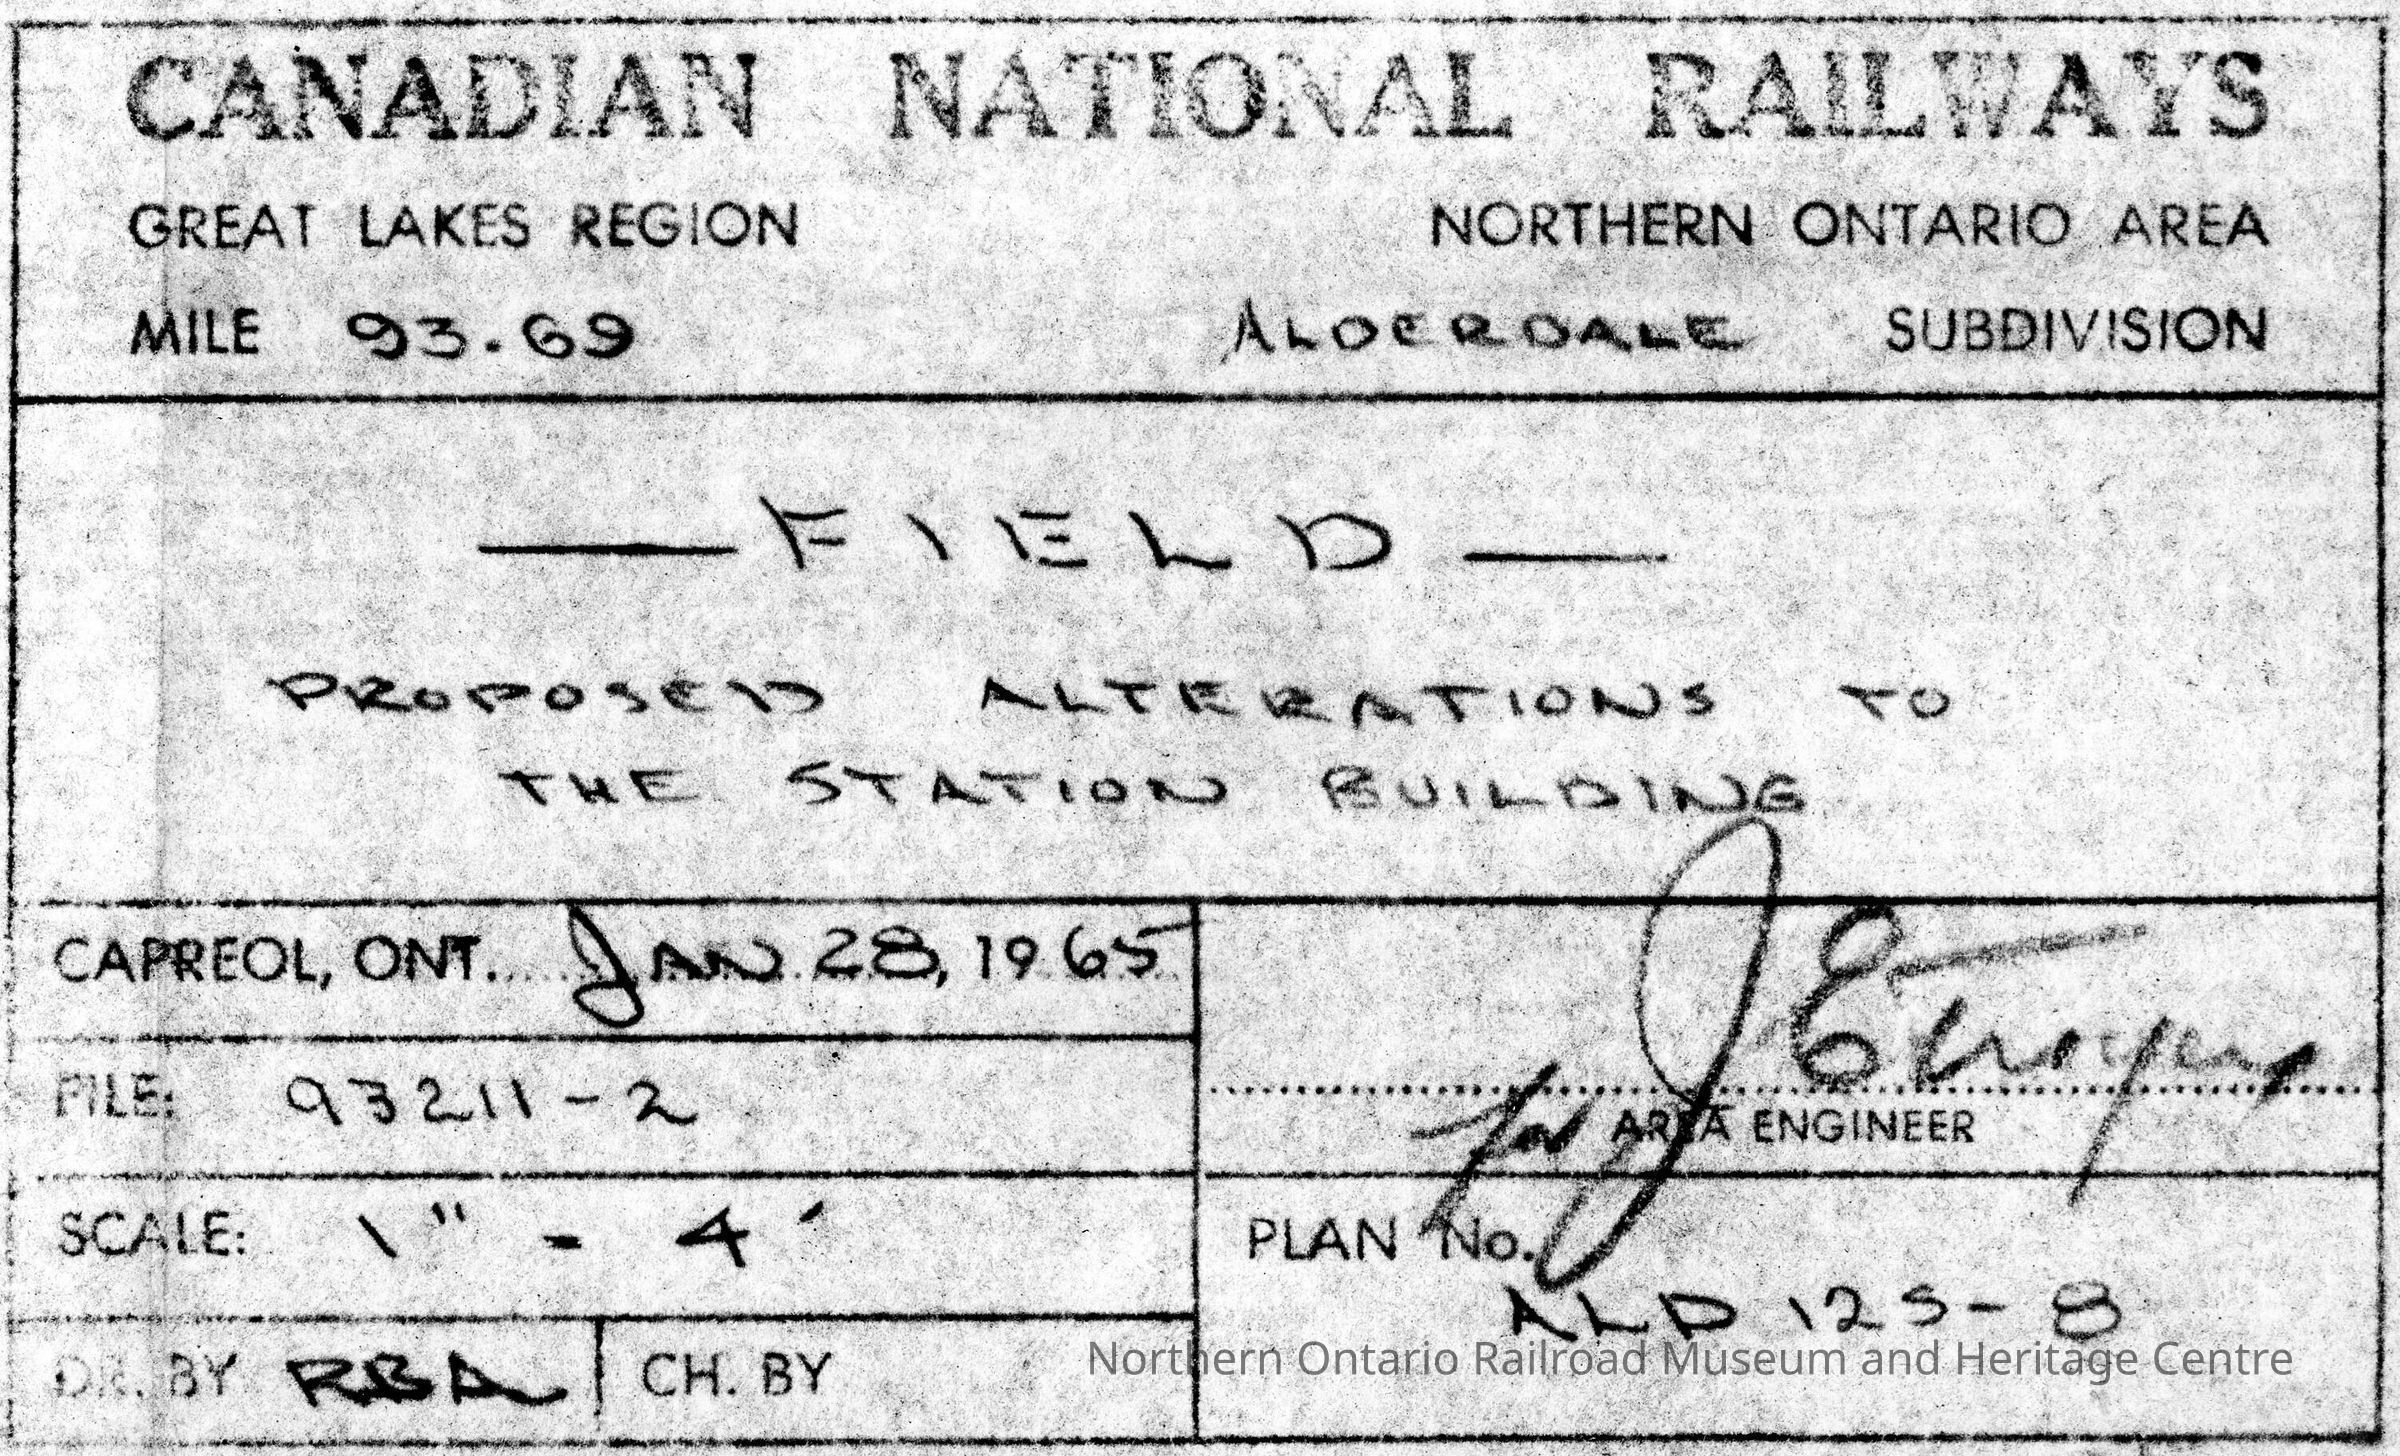 CANADIAN NATIONAL RAILWAYS
GREAT LAKES REGION NORTHERN ONTARIO AREA
MILE 93.69 ALDERDALE SUBDIVISION
— FIELD —
PROPOSED ALTERATIONS TO
THE STATION BUILDING
CAPREOL, ONT. JAN 28, 1965
FILE: 93211-2
for
AREA ENGINEER
SCALE: 1" - 4'
PLAN No.
ALD 125-8
DR. BY RBA CH. BY
Northern Ontario Railroad Museum and Heritage Centre